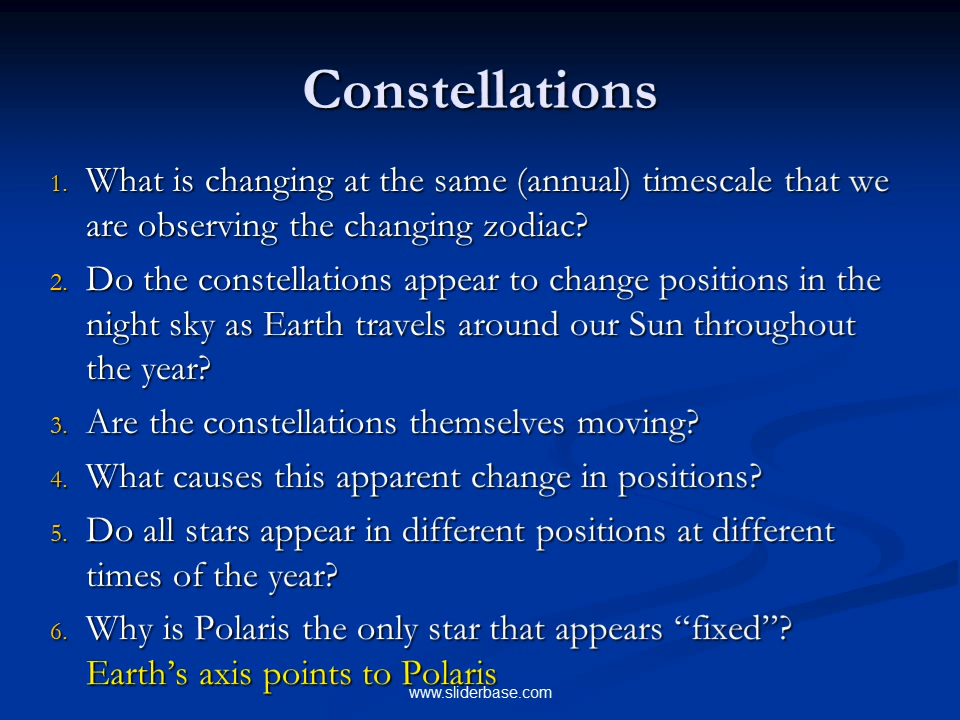 Constellations
1. What is changing at the same (annual) timescale that we
are observing the changing zodiac?
2. Do the constellations appear to change positions in the
night sky as Earth travels around our Sun throughout
the year?
3. Are the constellations themselves moving?
4. What causes this apparent change in positions?
5. Do all stars appear in different positions at different
times of the year?
6. Why is Polaris the only star that appears “fixed”?
Earth’s axis points to Polaris
www.sliderbase.com